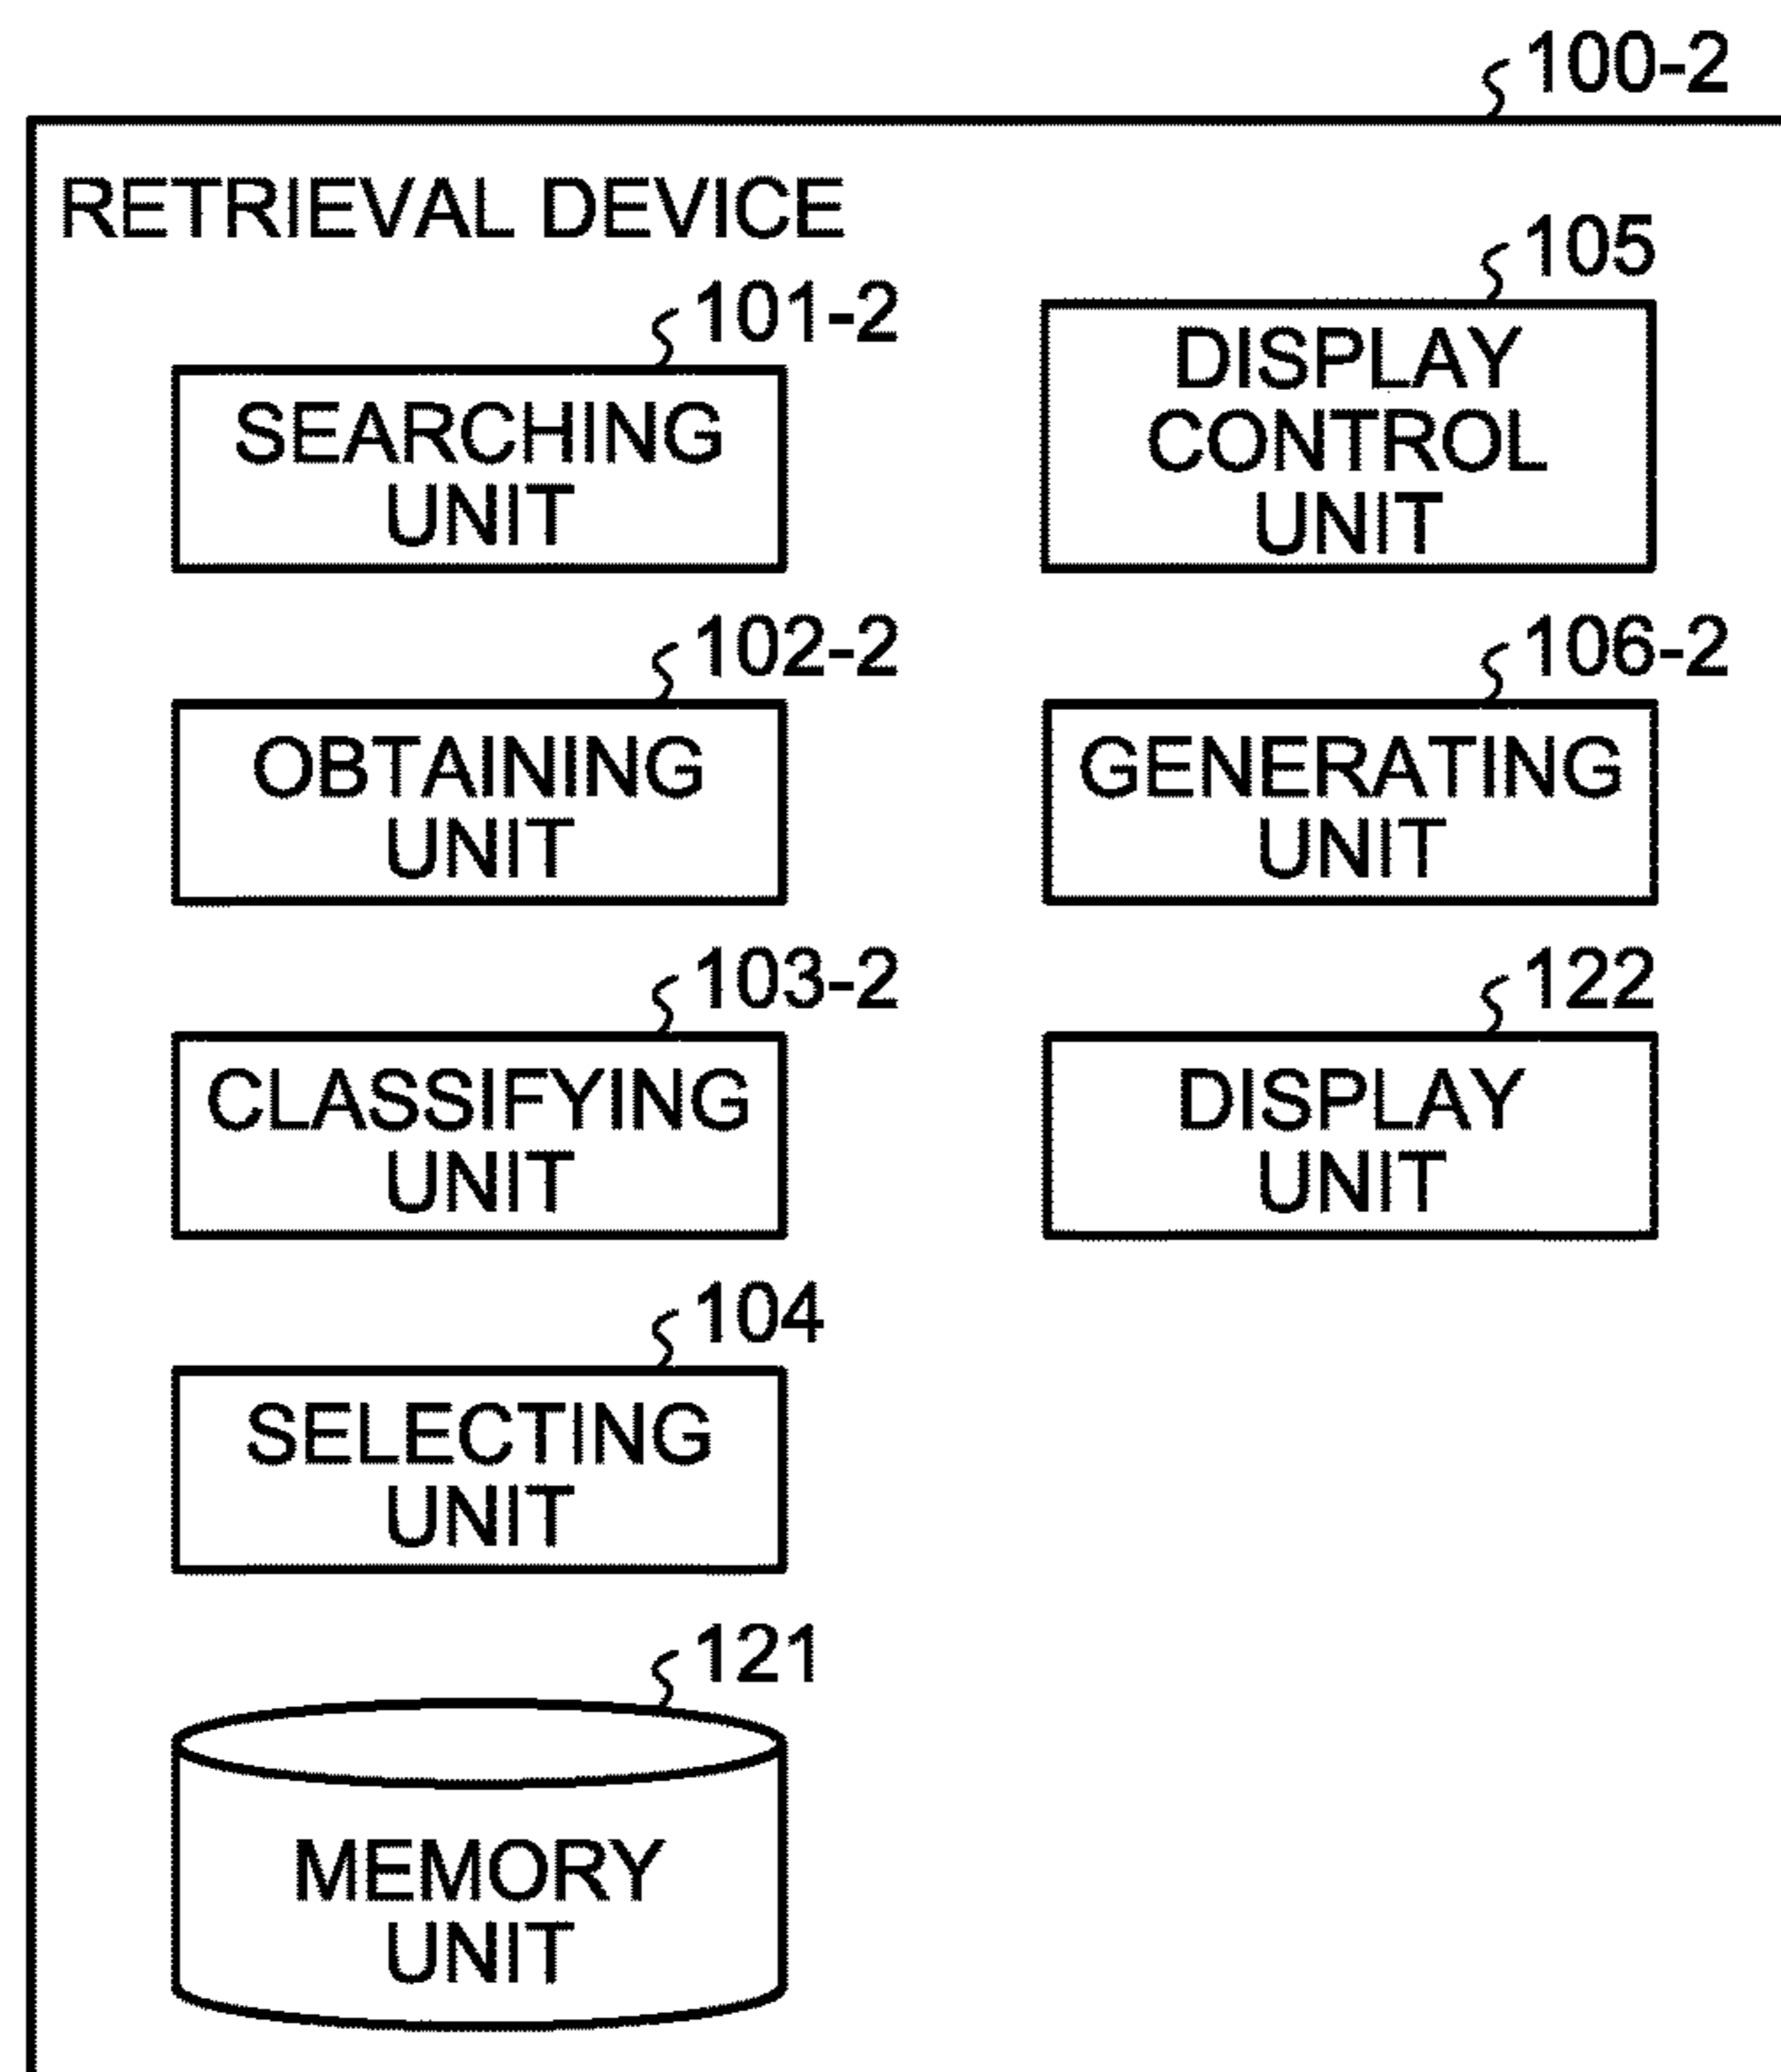 100-2
RETRIEVAL DEVICE
101-2
SEARCHING
UNIT
102-2
OBTAINING
UNIT
103-2
CLASSIFYING
UNIT
104
SELECTING
UNIT
121
MEMORY
UNIT
105
DISPLAY
CONTROL
UNIT
106-2
GENERATING
UNIT
122
DISPLAY
UNIT